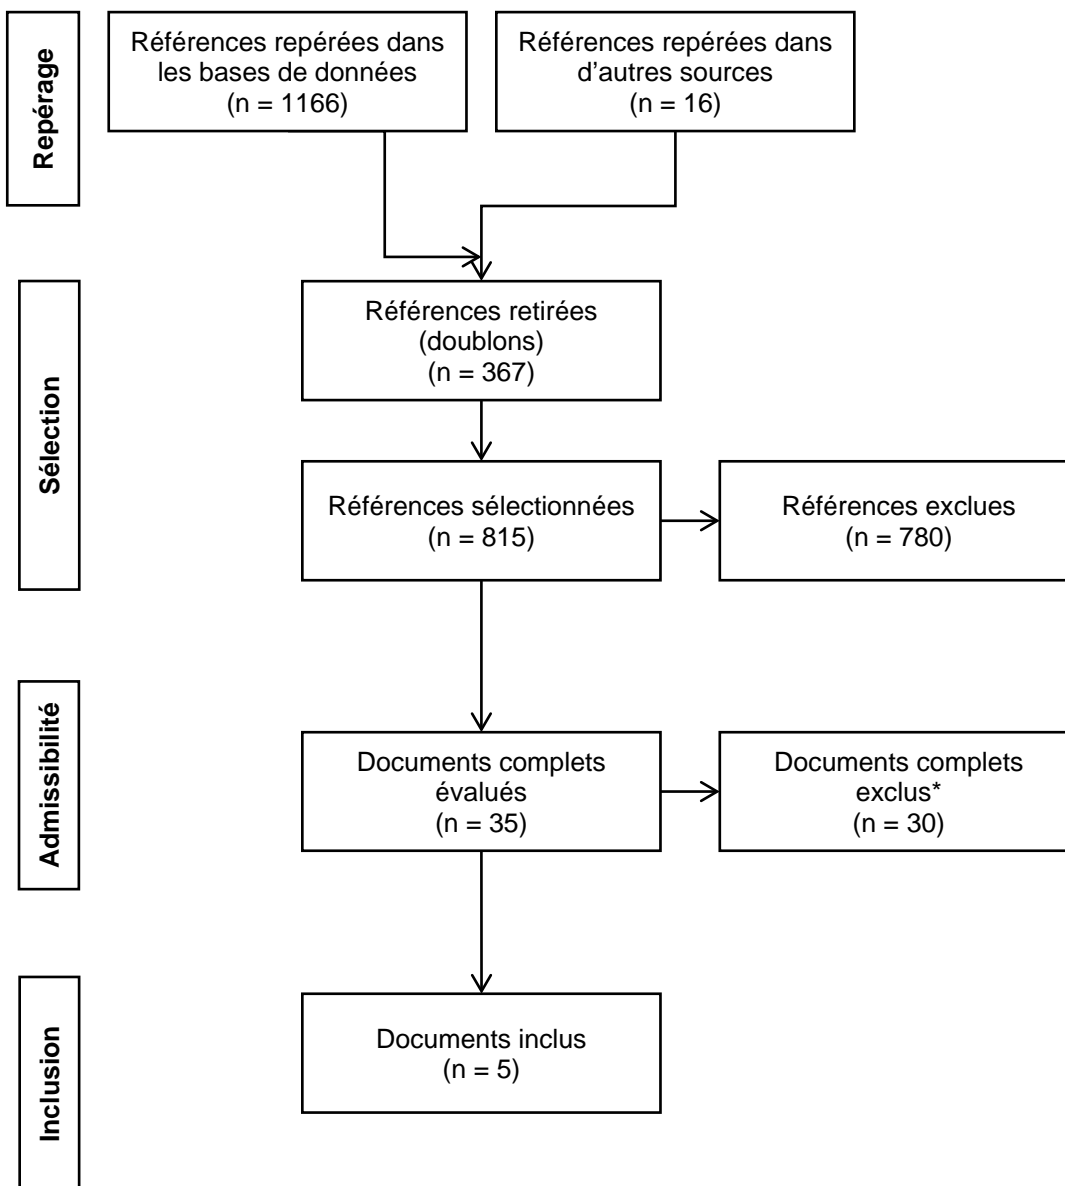 Repérage
Références repérées dans
les bases de données
(n = 1166)
Références repérées dans
d'autres sources
(n = 16)
Sélection
Références retirées
(doublons)
(n = 367)
Références sélectionnées
(n = 815)
Références exclues
(n = 780)
Admissibilité
Documents complets
évalués
(n = 35)
Documents complets
exclus*
(n = 30)
Inclusion
Documents inclus
(n = 5)